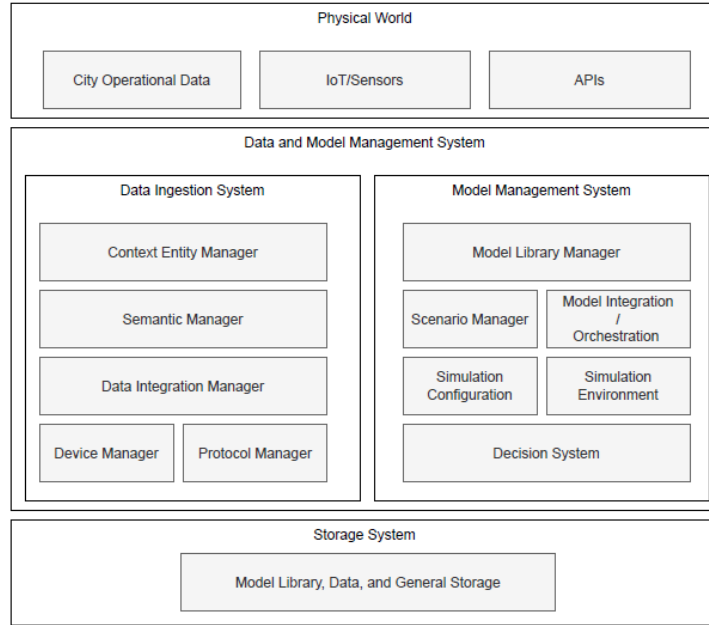 Physical World
City Operational Data
IoT/Sensors
APIs
Data and Model Management System
Data Ingestion System
Context Entity Manager
Semantic Manager
Data Integration Manager
Device Manager
Protocol Manager
Model Management System
Model Library Manager
Scenario Manager
Model Integration
/
Orchestration
Simulation
Configuration
Simulation
Environment
Decision System
Storage System
Model Library, Data, and General Storage